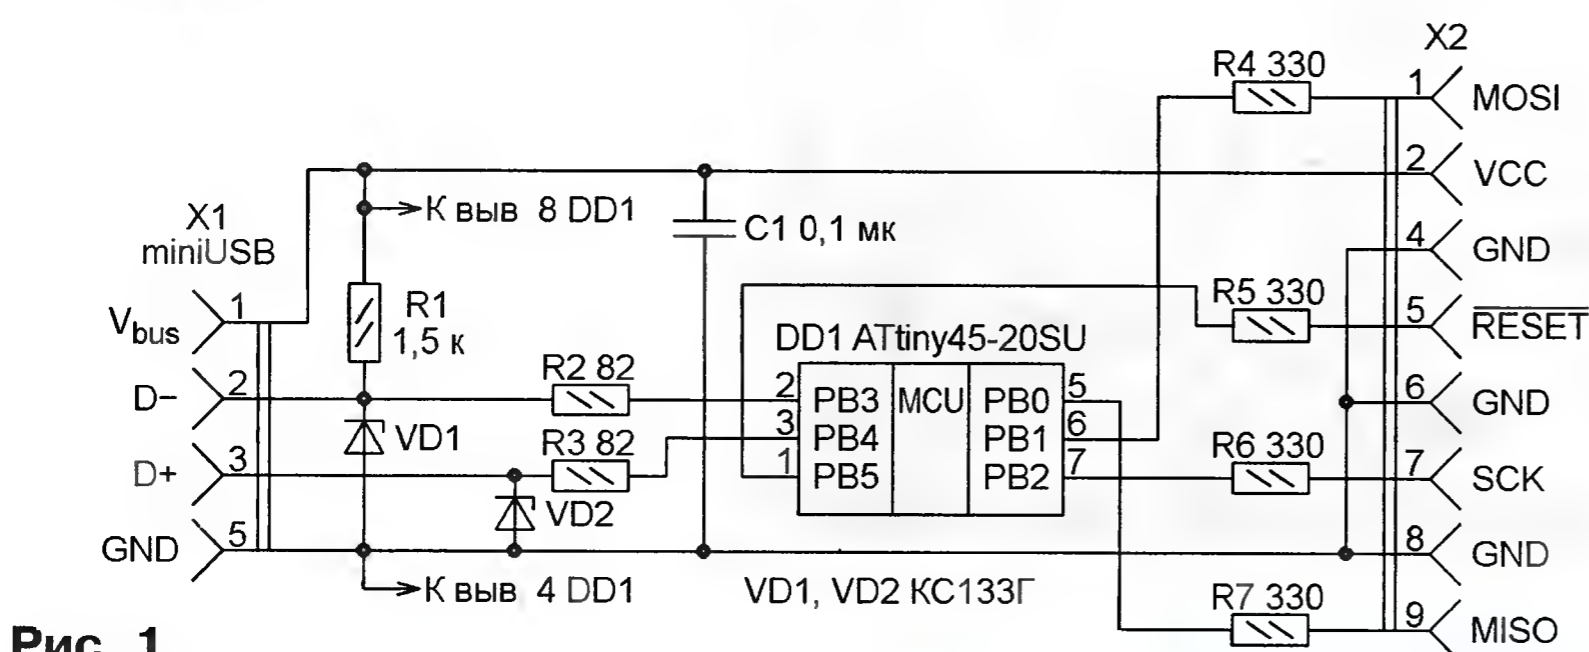 X2
R4 330
1 MOSI
2 VCC
К выв 8 DD1
X1
miniUSB
C1 0,1 мк
4 GND
R1
1,5 к
R5 330
5 RESET
Vbus 1
DD1 ATtiny45-20SU
D− 2
R2 82
2 PB3 MCU PB0 5
6 GND
VD1
R3 82
3 PB4 PB1 6
D+ 3
1 PB5 PB2 7
R6 330
7 SCK
VD2
GND 5
8 GND
К выв 4 DD1
VD1, VD2 КС133Г
R7 330
9 MISO
Рис. 1